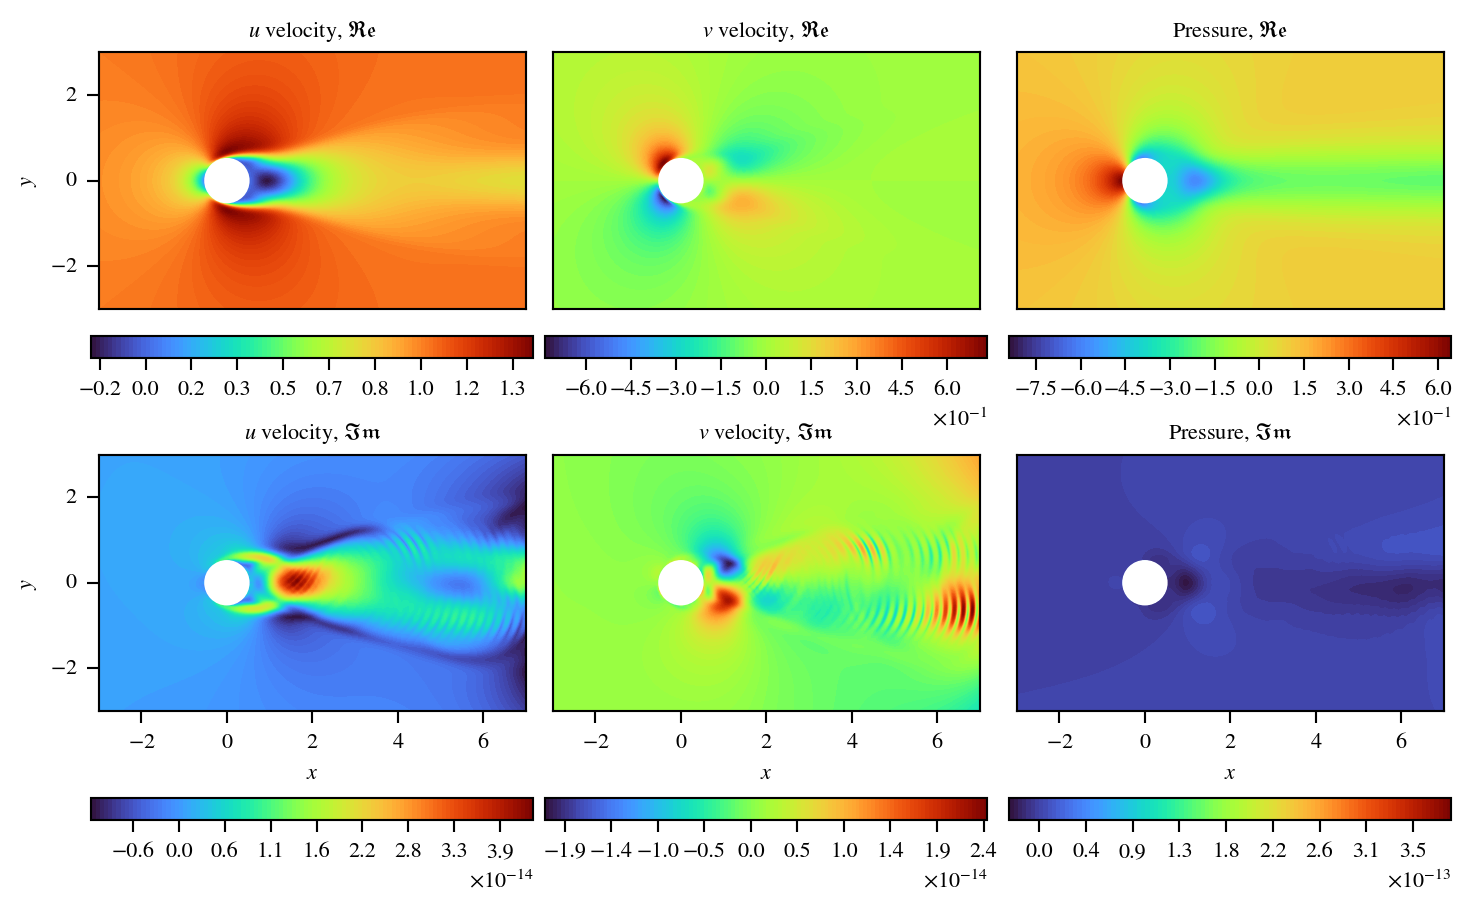 u velocity, ℜ𝔢 v velocity, ℜ𝔢 Pressure, ℜ𝔢
2
y 0
−2
−0.2 0.0 0.2 0.3 0.5 0.7 0.8 1.0 1.2 1.3 −6.0 −4.5 −3.0 −1.5 0.0 1.5 3.0 4.5 6.0 −7.5 −6.0 −4.5 −3.0 −1.5 0.0 1.5 3.0 4.5 6.0
×10⁻¹ ×10⁻¹
u velocity, ℑ𝔪 v velocity, ℑ𝔪 Pressure, ℑ𝔪
2
y 0
−2
−2 0 2 4 6 −2 0 2 4 6 −2 0 2 4 6
x x x
−0.6 0.0 0.6 1.1 1.6 2.2 2.8 3.3 3.9 −1.9 −1.4 −1.0 −0.5 0.0 0.5 1.0 1.4 1.9 2.4 0.0 0.4 0.9 1.3 1.8 2.2 2.6 3.1 3.5
×10⁻¹⁴ ×10⁻¹⁴ ×10⁻¹³